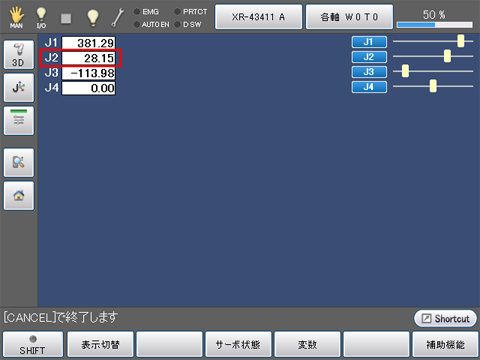 MAN
I/O
EMG
AUTO EN
PRTCT
D SW
XR-43411 A
各軸 W 0 T 0
50 %
3D
J
J1 381.29
J2 28.15
J3 -113.98
J4 0.00
J1
J2
J3
J4
[CANCEL]で終了します
Shortcut
SHIFT
表示切替
サーボ状態
変数
補助機能